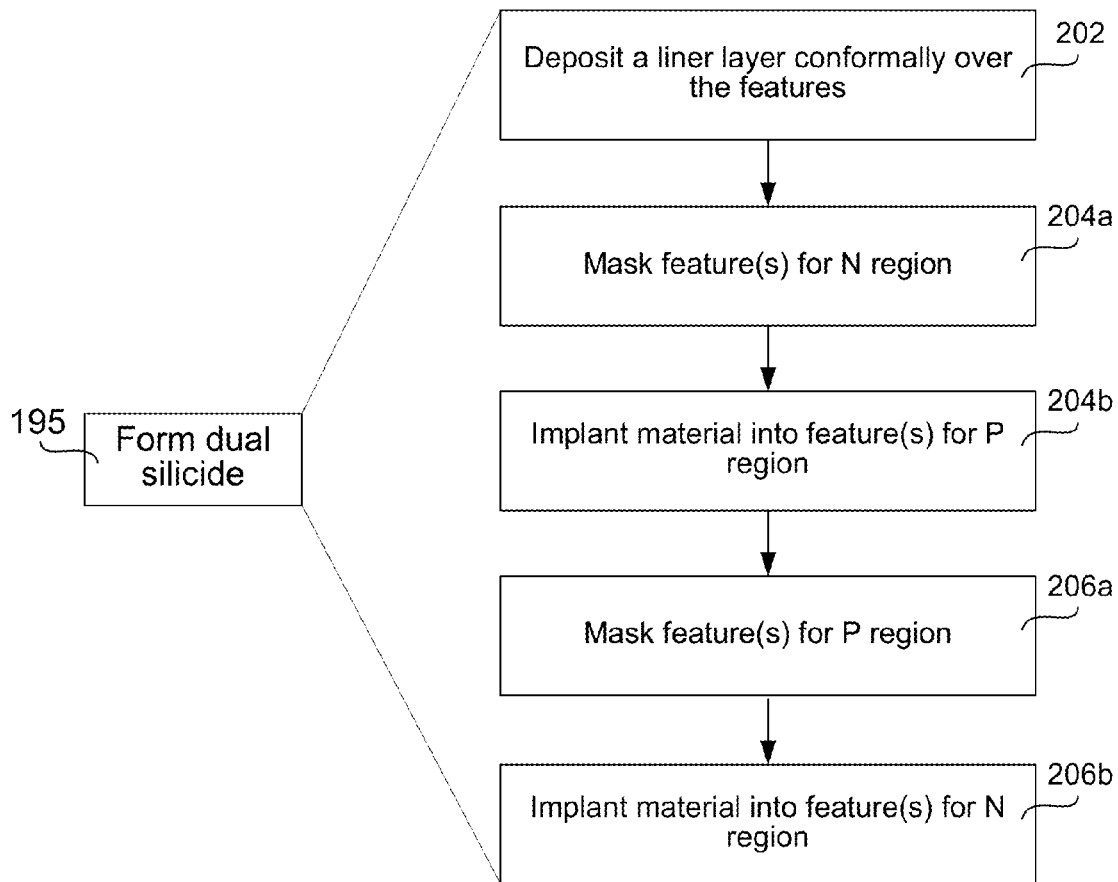 202
Deposit a liner layer conformally over
the features
204a
Mask feature(s) for N region
204b
Implant material into feature(s) for P
region
195
Form dual
silicide
206a
Mask feature(s) for P region
206b
Implant material into feature(s) for N
region